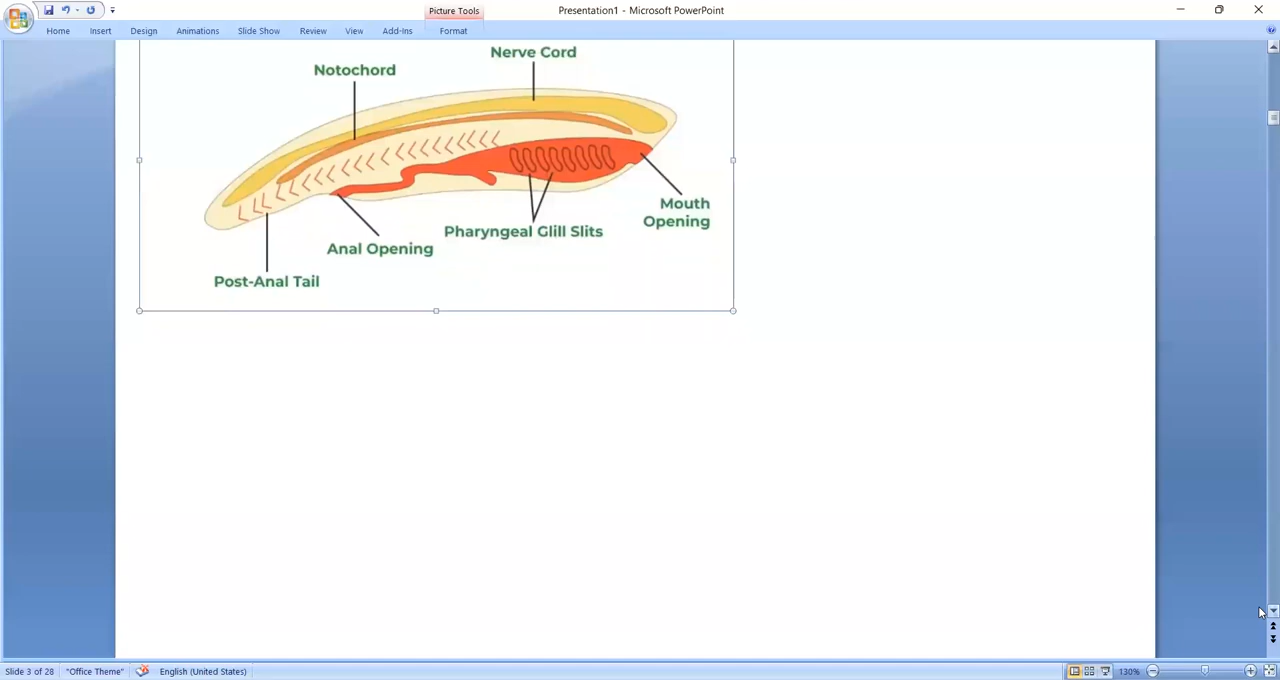 Picture Tools
Presentation1 - Microsoft PowerPoint
Home Insert Design Animations Slide Show Review View Add-Ins Format
Nerve Cord
Notochord
Mouth
Opening
Pharyngeal Glill Slits
Anal Opening
Post-Anal Tail
Slide 3 of 28 "Office Theme" English (United States) 130%